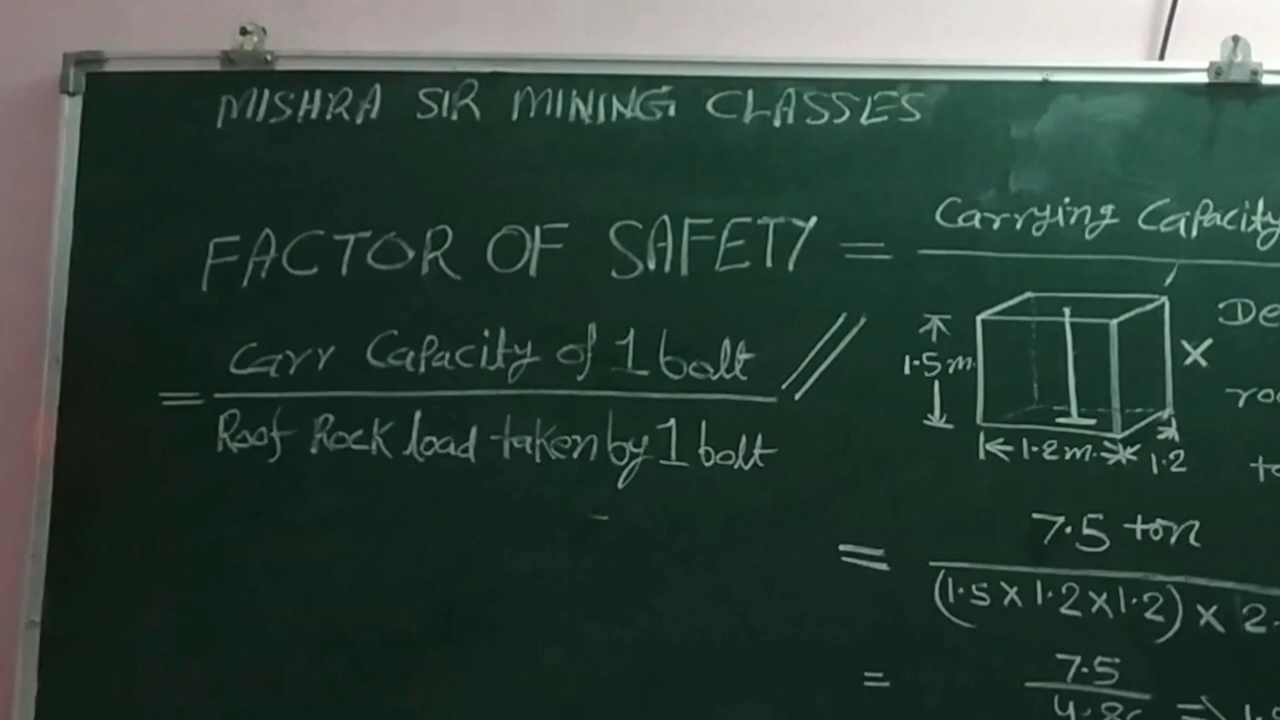 MISHRA SIR MINING CLASSES
FACTOR OF SAFETY = Carrying Capacity
= Carr Capacity of 1 bolt
Roof Rock load taken by 1 bolt
1.5m
1.2m
1.2
×
7.5 ton
= (1.5×1.2×1.2) × 2.
7.5
=